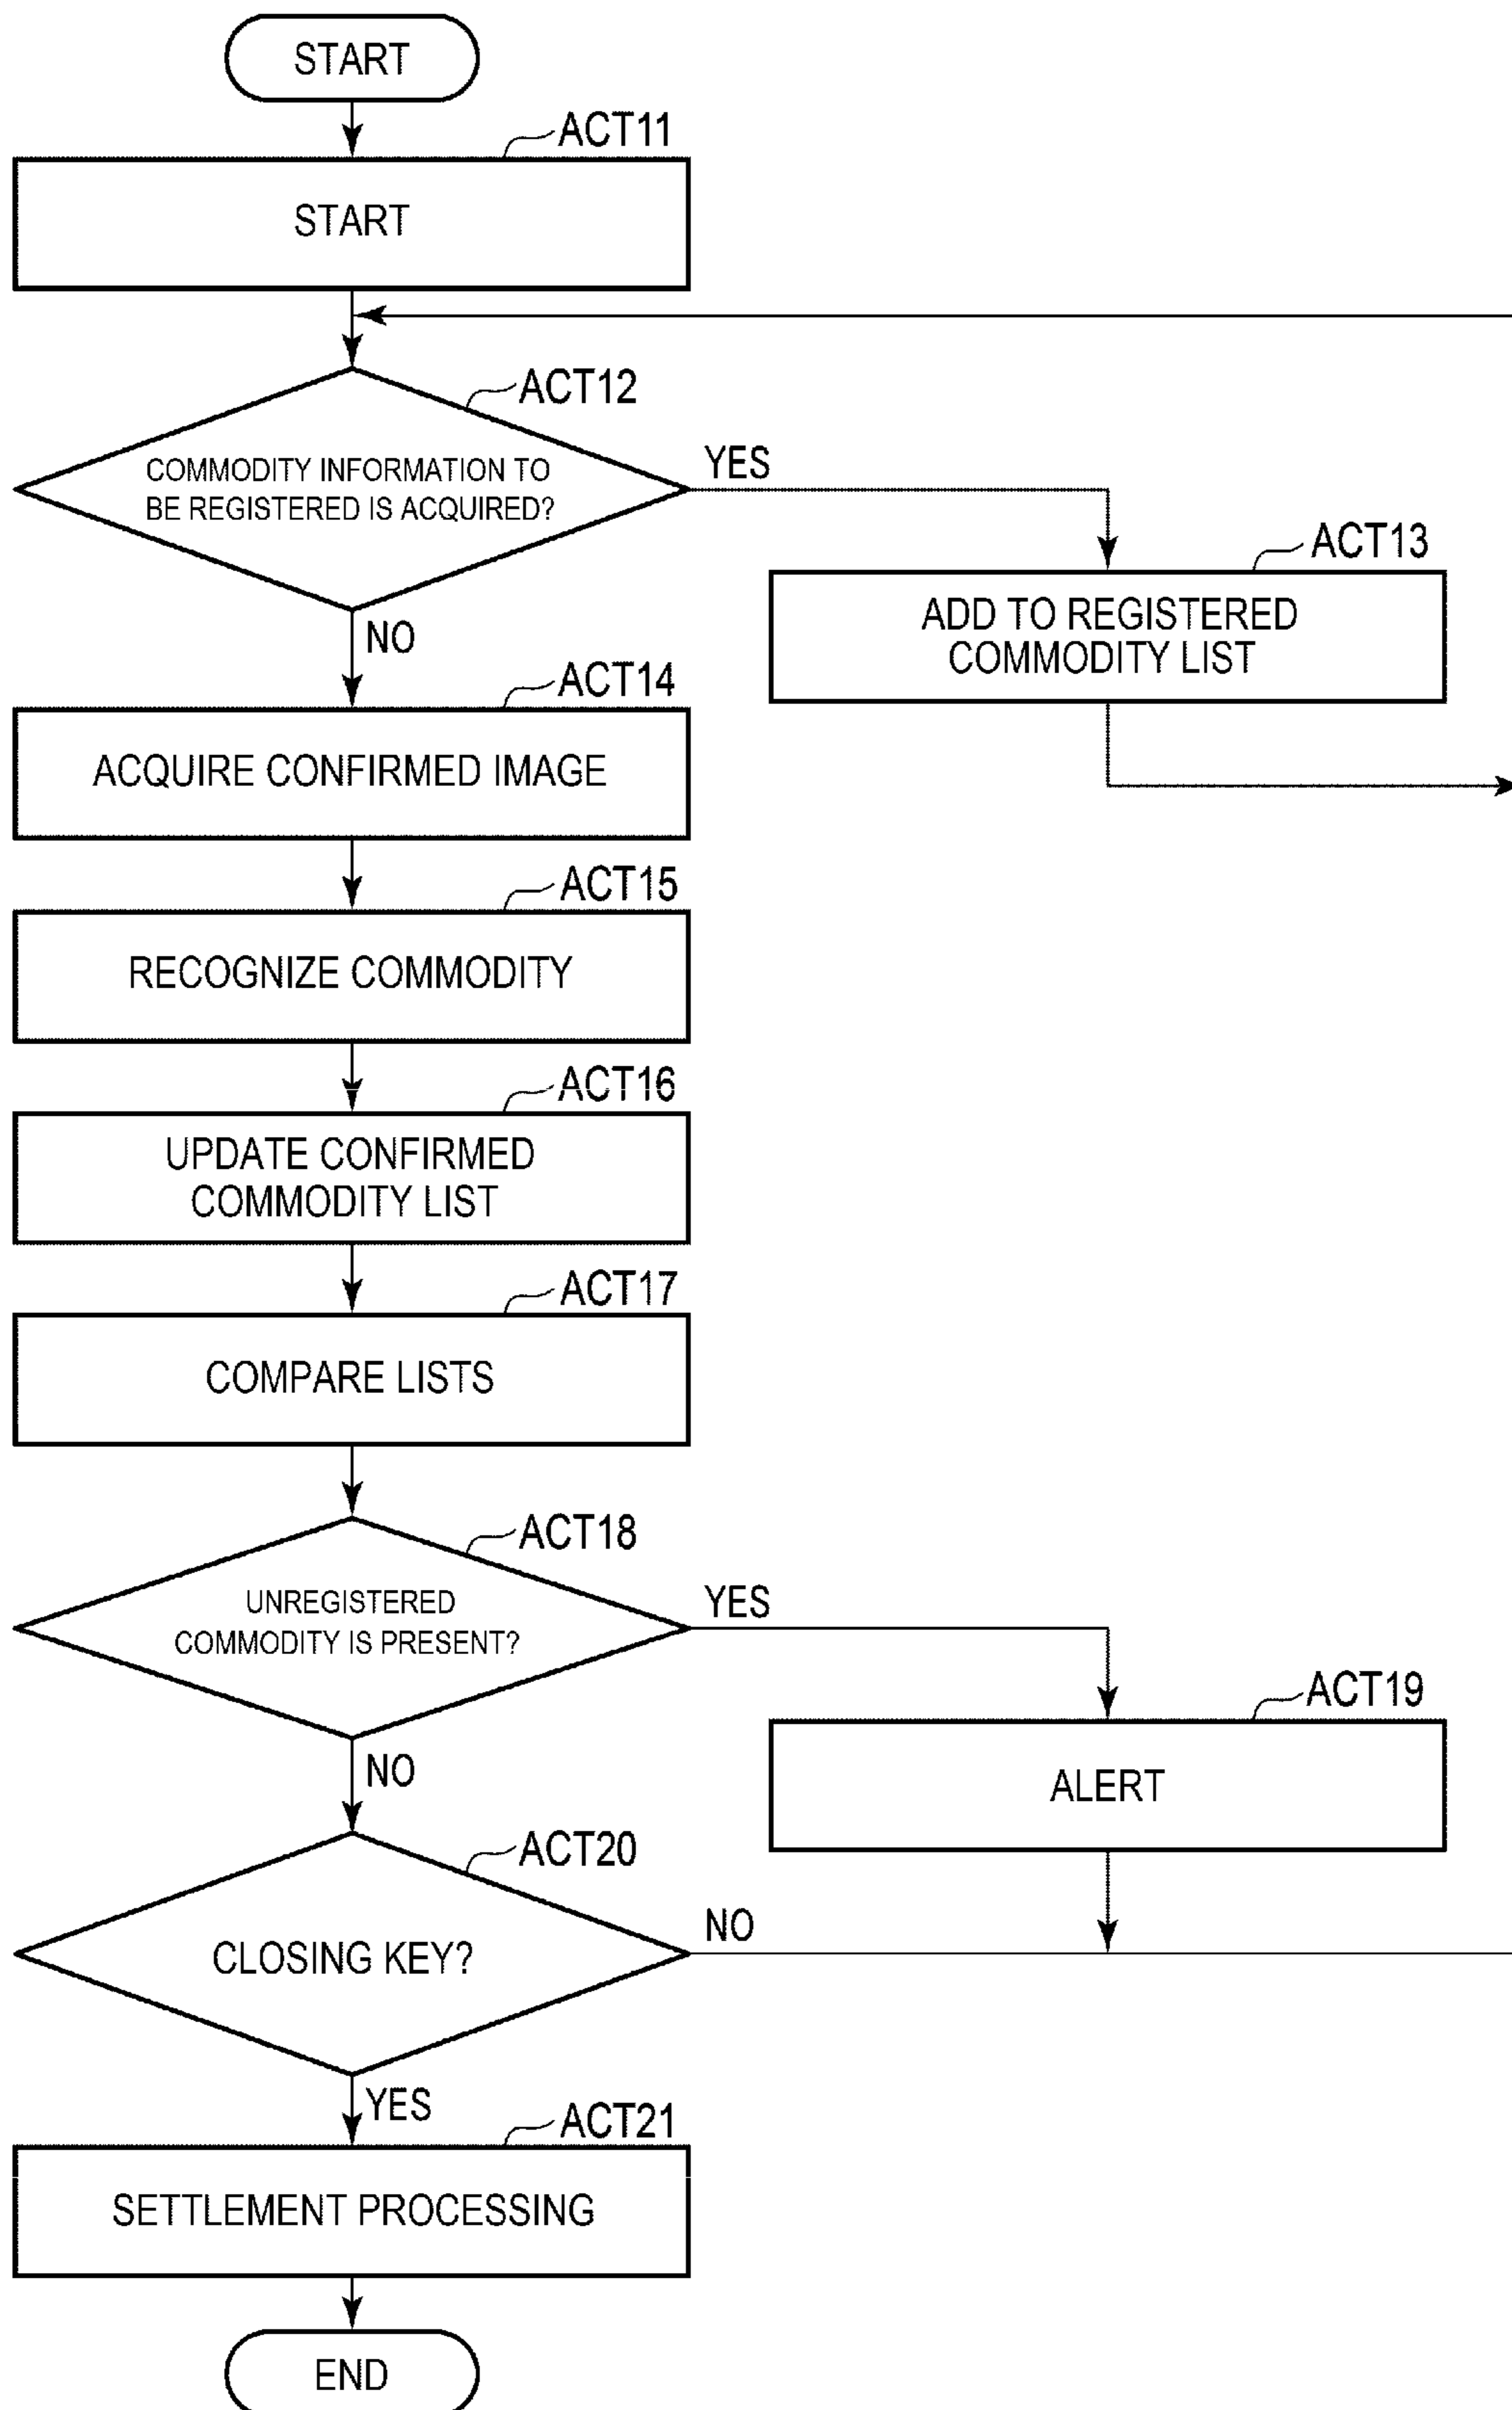 START
ACT11
START
ACT12
COMMODITY INFORMATION TO
BE REGISTERED IS ACQUIRED?
YES
NO
ACT13
ADD TO REGISTERED
COMMODITY LIST
ACT14
ACQUIRE CONFIRMED IMAGE
ACT15
RECOGNIZE COMMODITY
ACT16
UPDATE CONFIRMED
COMMODITY LIST
ACT17
COMPARE LISTS
ACT18
UNREGISTERED
COMMODITY IS PRESENT?
YES
NO
ACT19
ALERT
ACT20
CLOSING KEY?
NO
YES
ACT21
SETTLEMENT PROCESSING
END